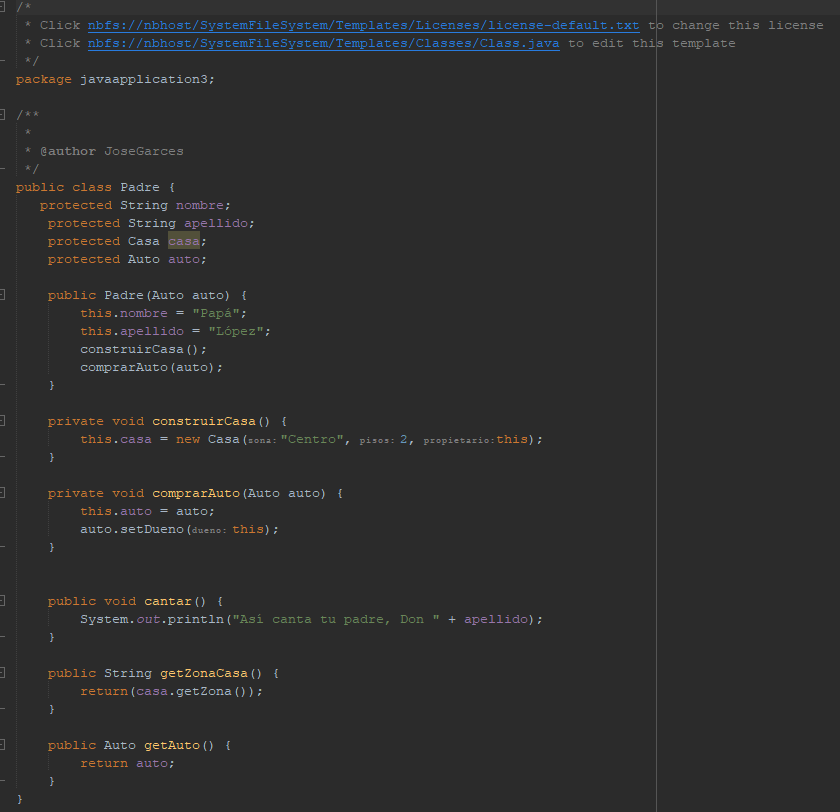 /*
 * Click nbfs://nbhost/SystemFileSystem/Templates/Licenses/license-default.txt to change this license
 * Click nbfs://nbhost/SystemFileSystem/Templates/Classes/Class.java to edit this template
 */
package javaapplication3;
/**
 *
 * @author JoseGarces
 */
public class Padre {
   protected String nombre;
    protected String apellido;
    protected Casa casa;
    protected Auto auto;
    public Padre(Auto auto) {
        this.nombre = "Papá";
        this.apellido = "López";
        construirCasa();
        comprarAuto(auto);
    }
    private void construirCasa() {
        this.casa = new Casa(zona: "Centro", pisos: 2, propietario: this);
    }
    private void comprarAuto(Auto auto) {
        this.auto = auto;
        auto.setDueno(dueno: this);
    }
    public void cantar() {
        System.out.println("Así canta tu padre, Don " + apellido);
    }
    public String getZonaCasa() {
        return(casa.getZona());
    }
    public Auto getAuto() {
        return auto;
    }
}